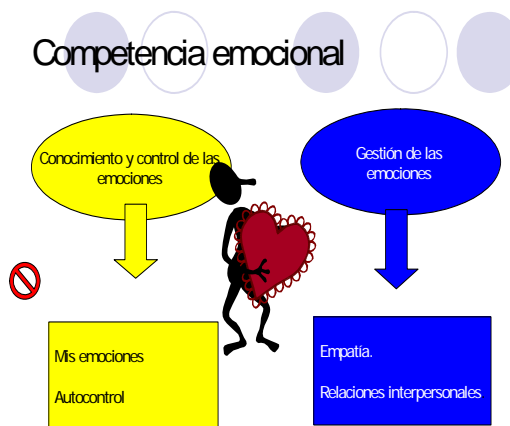 Competencia emocional
Conocimiento y control de las
emociones
Gestión de las
emociones
Mis emociones
Autocontrol
Empatía.
Relaciones interpersonales